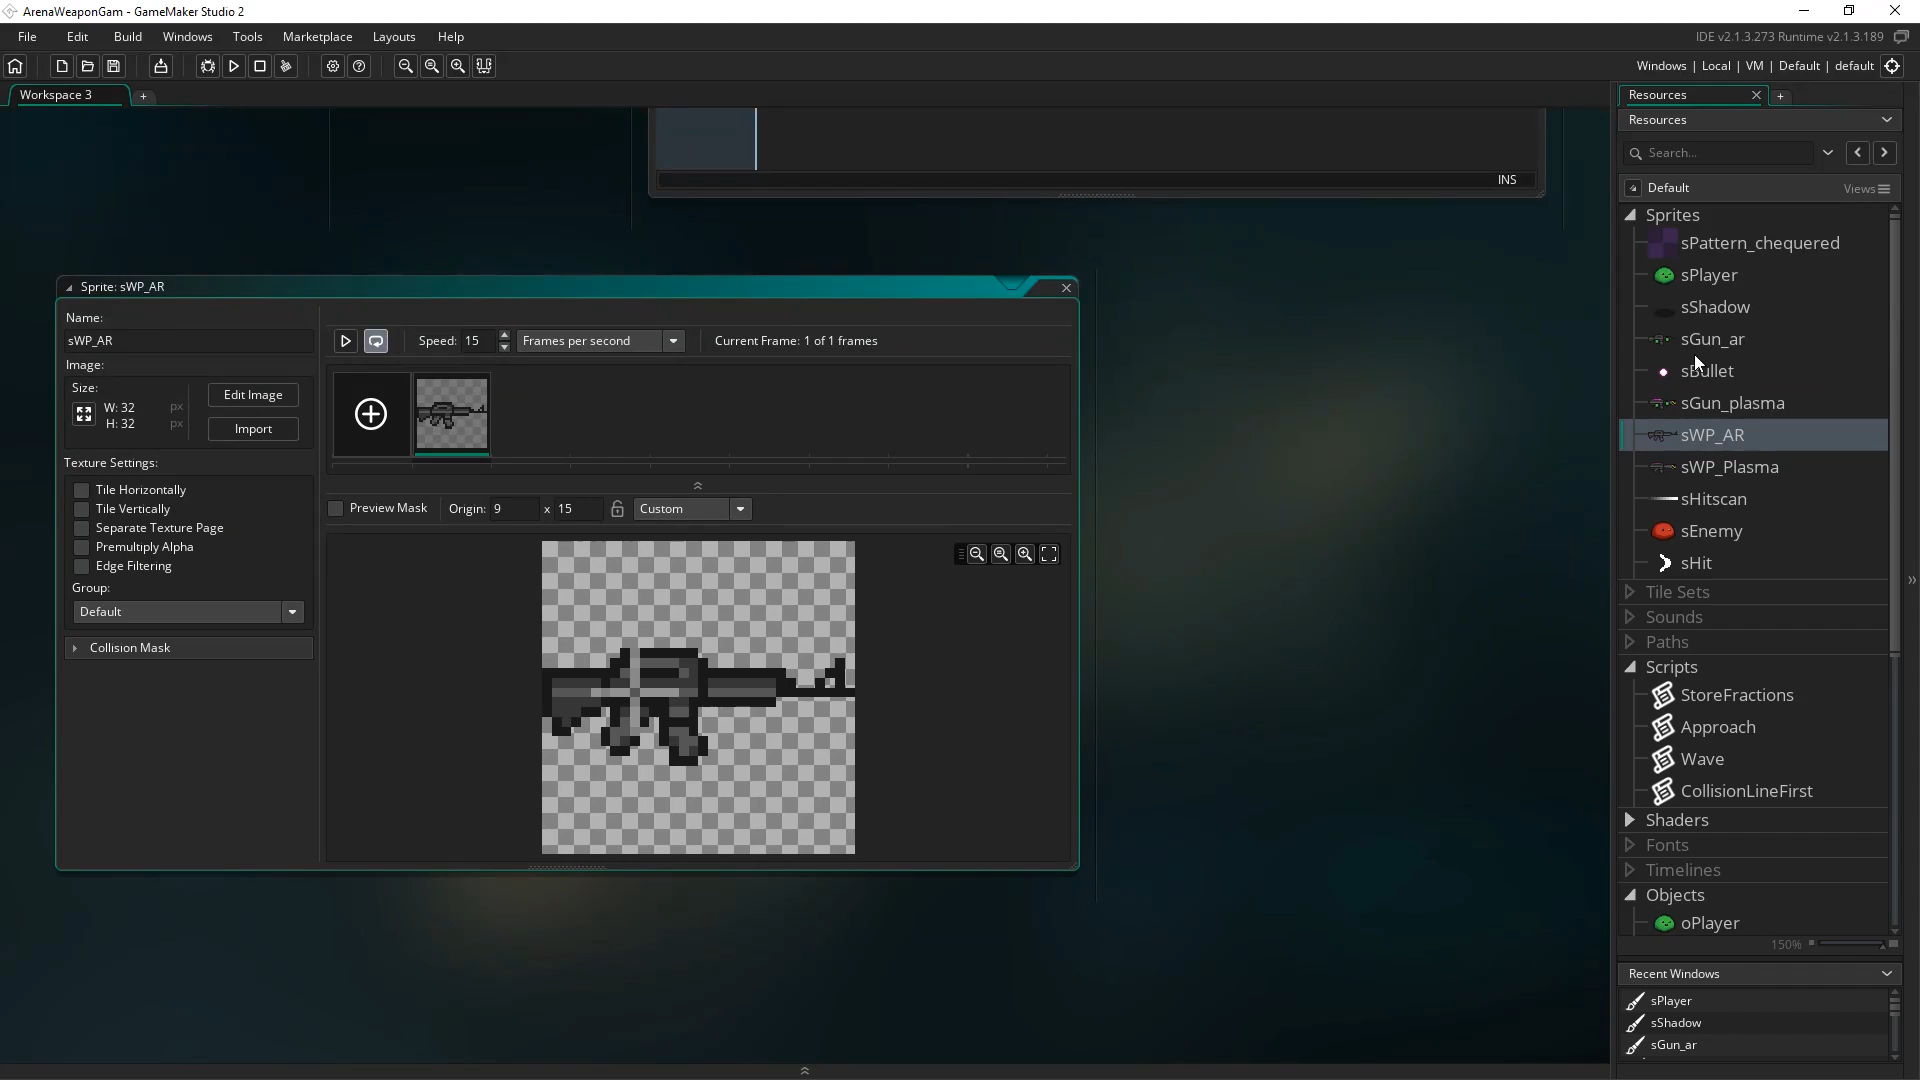 ArenaWeaponGam - GameMaker Studio 2
File Edit Build Windows Tools Marketplace Layouts Help
IDE v2.1.3.273 Runtime v2.1.3.189
Windows | Local | VM | Default | default
Workspace 3
+
INS
Sprite: sWP_AR
Name:
sWP_AR
Image:
Size:
W: 32 px
H: 32 px
Edit Image
Import
Texture Settings:
Tile Horizontally
Tile Vertically
Separate Texture Page
Premultiply Alpha
Edge Filtering
Group:
Default
Collision Mask
Speed: 15 Frames per second Current Frame: 1 of 1 frames
Preview Mask Origin: 9 x 15 Custom
Resources
+
Resources
Search...
Default Views
Sprites
sPattern_chequered
sPlayer
sShadow
sGun_ar
sBullet
sGun_plasma
sWP_AR
sWP_Plasma
sHitscan
sEnemy
sHit
Tile Sets
Sounds
Paths
Scripts
StoreFractions
Approach
Wave
CollisionLineFirst
Shaders
Fonts
Timelines
Objects
oPlayer
150%
Recent Windows
sPlayer
sShadow
sGun_ar